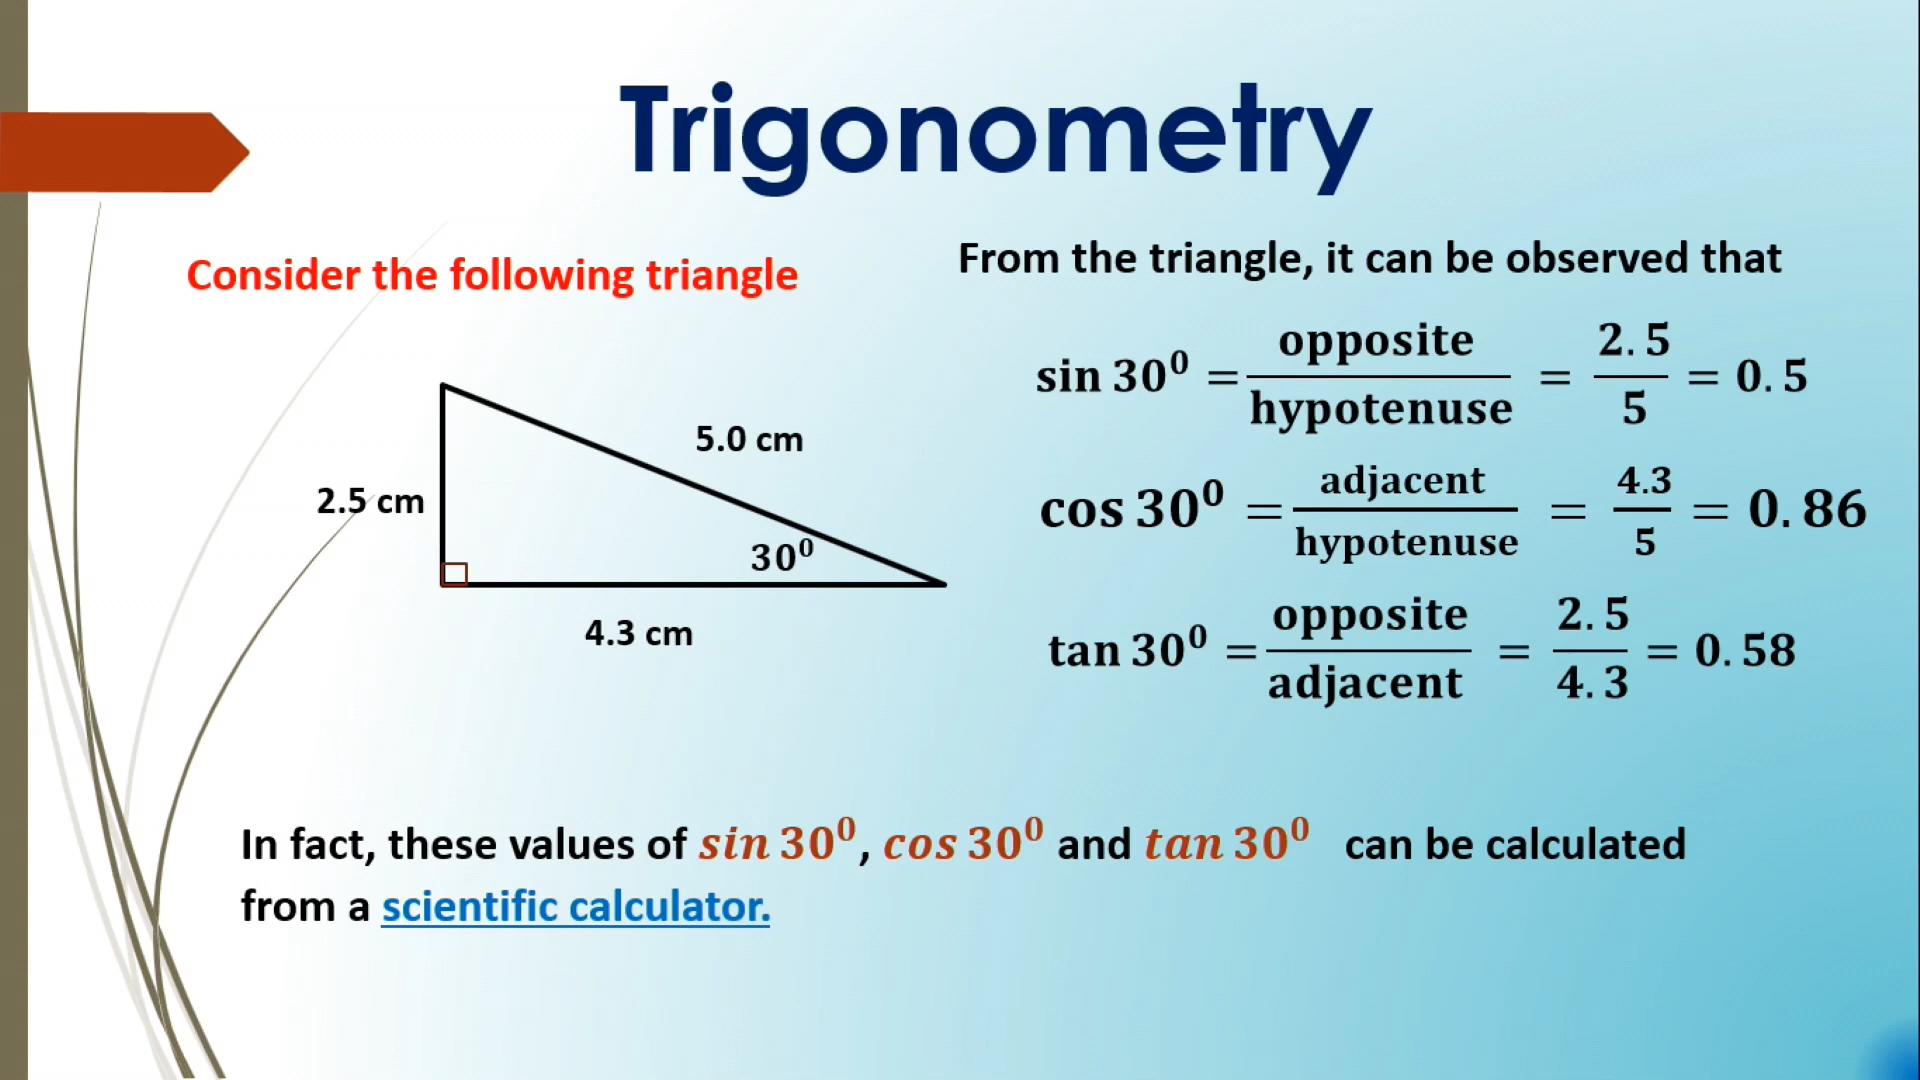 Trigonometry
Consider the following triangle
5.0 cm
2.5 cm
30⁰
4.3 cm
From the triangle, it can be observed that
sin 30⁰ = opposite/hypotenuse = 2.5/5 = 0.5
cos 30⁰ = adjacent/hypotenuse = 4.3/5 = 0.86
tan 30⁰ = opposite/adjacent = 2.5/4.3 = 0.58
In fact, these values of sin 30⁰, cos 30⁰ and tan 30⁰ can be calculated
from a scientific calculator.